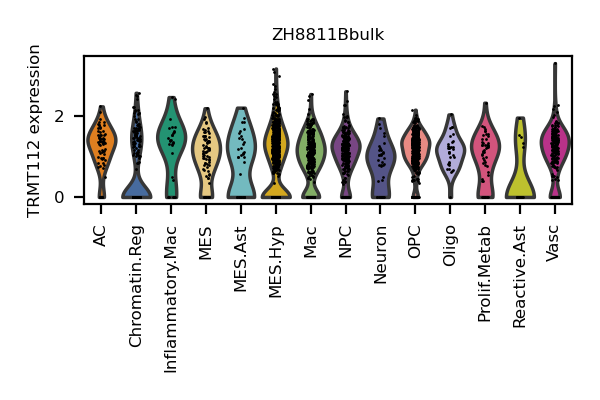 ZH8811Bbulk
TRMT112 expression
2
0
AC
Chromatin.Reg
Inflammatory.Mac
MES
MES.Ast
MES.Hyp
Mac
NPC
Neuron
OPC
Oligo
Prolif.Metab
Reactive.Ast
Vasc